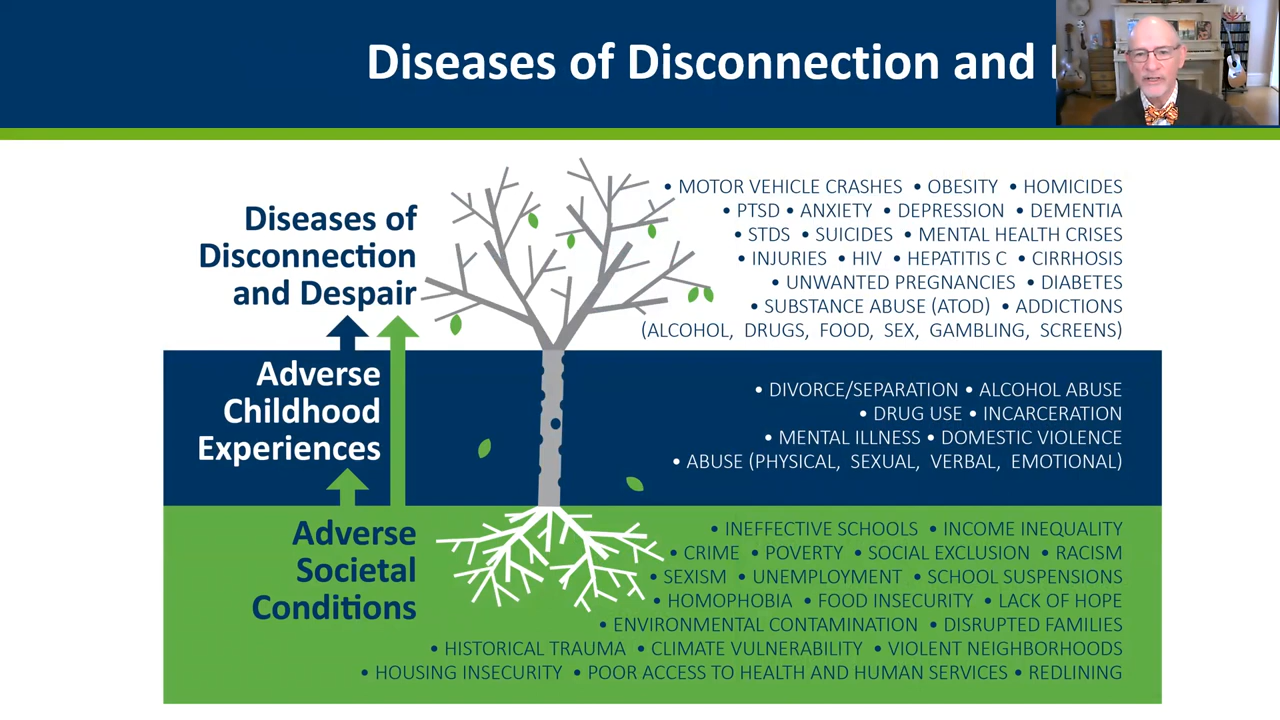 Diseases of Disconnection and
Diseases of
Disconnection
and Despair
• MOTOR VEHICLE CRASHES • OBESITY • HOMICIDES
• PTSD • ANXIETY • DEPRESSION • DEMENTIA
• STDS • SUICIDES • MENTAL HEALTH CRISES
• INJURIES • HIV • HEPATITIS C • CIRRHOSIS
• UNWANTED PREGNANCIES • DIABETES
• SUBSTANCE ABUSE (ATOD) • ADDICTIONS
(ALCOHOL, DRUGS, FOOD, SEX, GAMBLING, SCREENS)
Adverse
Childhood
Experiences
• DIVORCE/SEPARATION • ALCOHOL ABUSE
• DRUG USE • INCARCERATION
• MENTAL ILLNESS • DOMESTIC VIOLENCE
• ABUSE (PHYSICAL, SEXUAL, VERBAL, EMOTIONAL)
Adverse
Societal
Conditions
• INEFFECTIVE SCHOOLS • INCOME INEQUALITY
• CRIME • POVERTY • SOCIAL EXCLUSION • RACISM
• SEXISM • UNEMPLOYMENT • SCHOOL SUSPENSIONS
• HOMOPHOBIA • FOOD INSECURITY • LACK OF HOPE
• ENVIRONMENTAL CONTAMINATION • DISRUPTED FAMILIES
• HISTORICAL TRAUMA • CLIMATE VULNERABILITY • VIOLENT NEIGHBORHOODS
• HOUSING INSECURITY • POOR ACCESS TO HEALTH AND HUMAN SERVICES • REDLINING